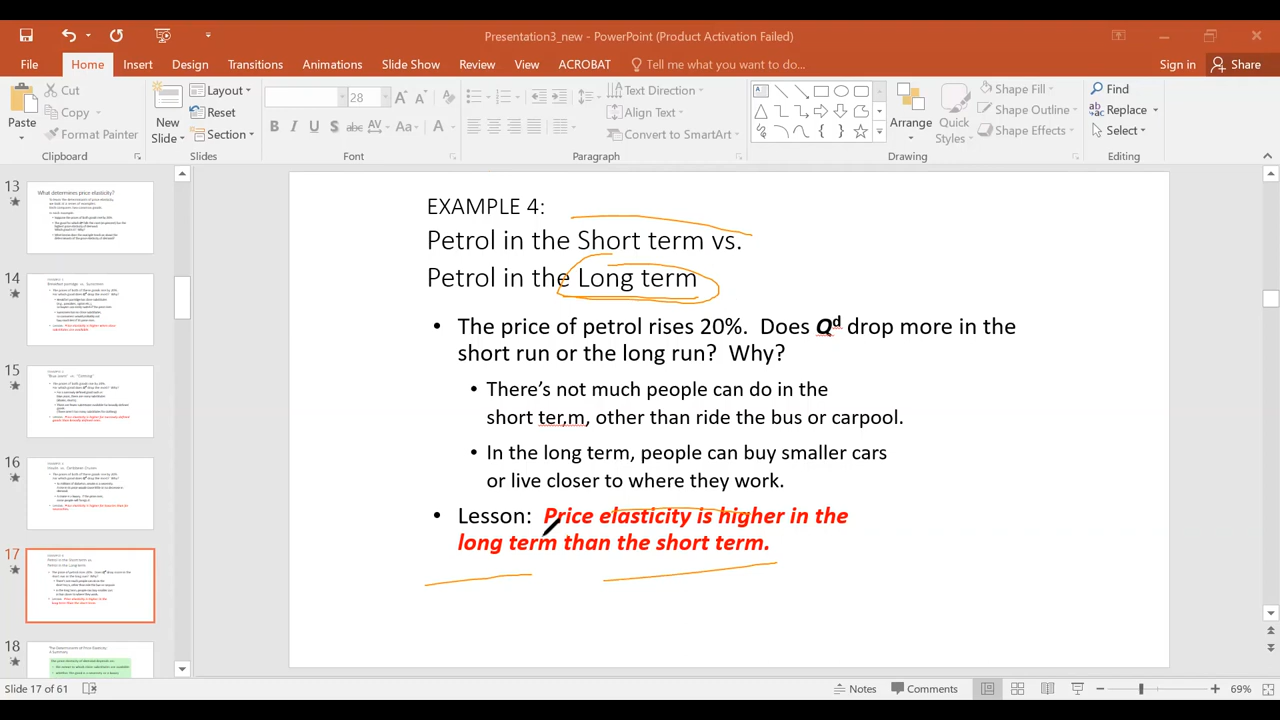 Presentation3_new - PowerPoint (Product Activation Failed)
File Home Insert Design Transitions Animations Slide Show Review View ACROBAT Tell me what you want to do... Sign in Share
Paste
Cut
Copy
Format Painter
Clipboard
New
Slide
Layout
Reset
Section
Slides
28
Font
Text Direction
Align Text
Convert to SmartArt
Paragraph
Arrange
Quick
Styles
Shape Fill
Shape Outline
Shape Effects
Drawing
Find
Replace
Select
Editing
13
What determines price elasticity?
14
15
16
17
18
EXAMPLE 4:
Petrol in the Short term vs.
Petrol in the Long term
• The price of petrol rises 20%. Does Qd drop more in the
short run or the long run? Why?
• There's not much people can do in the
short ter,m, other than ride the bus or carpool.
• In the long term, people can buy smaller cars
or live closer to where they work.
• Lesson: Price elasticity is higher in the
long term than the short term.
Slide 17 of 61
Notes
Comments
69%